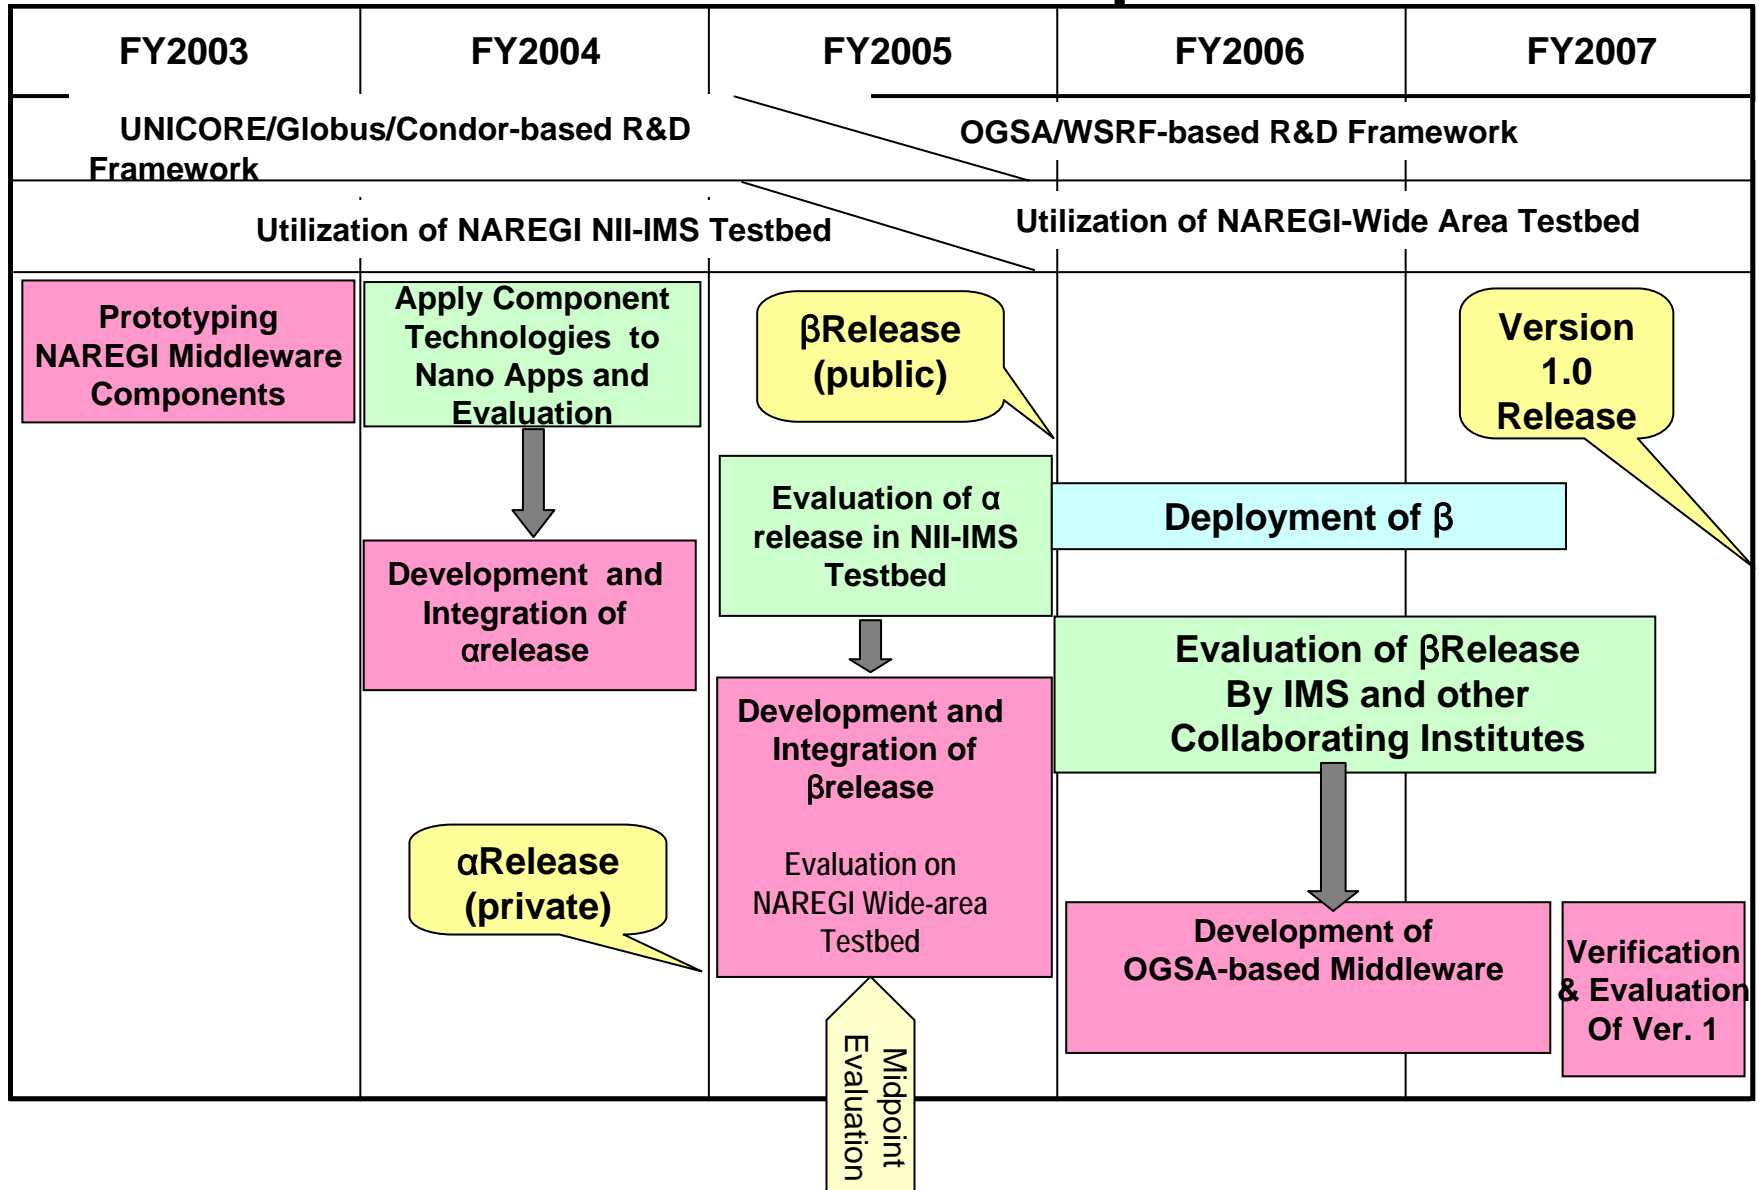 FY2003
FY2004
FY2005
FY2006
FY2007
UNICORE/Globus/Condor-based R&D
Framework
OGSA/WSRF-based R&D Framework
Utilization of NAREGI NII-IMS Testbed
Utilization of NAREGI-Wide Area Testbed
Prototyping
NAREGI Middleware
Components
Apply Component
Technologies to
Nano Apps and
Evaluation
Development and
Integration of
αrelease
αRelease
(private)
βRelease
(public)
Evaluation of α
release in NII-IMS
Testbed
Development and
Integration of
βrelease
Evaluation on
NAREGI Wide-area
Testbed
Midpoint
Evaluation
Version
1.0
Release
Deployment of β
Evaluation of βRelease
By IMS and other
Collaborating Institutes
Development of
OGSA-based Middleware
Verification
& Evaluation
Of Ver. 1